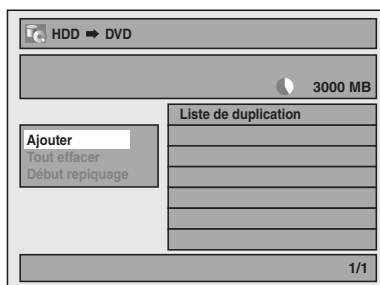 HDD ➡ DVD
3000 MB
Liste de duplication
Ajouter
Tout effacer
Début repiquage
1/1